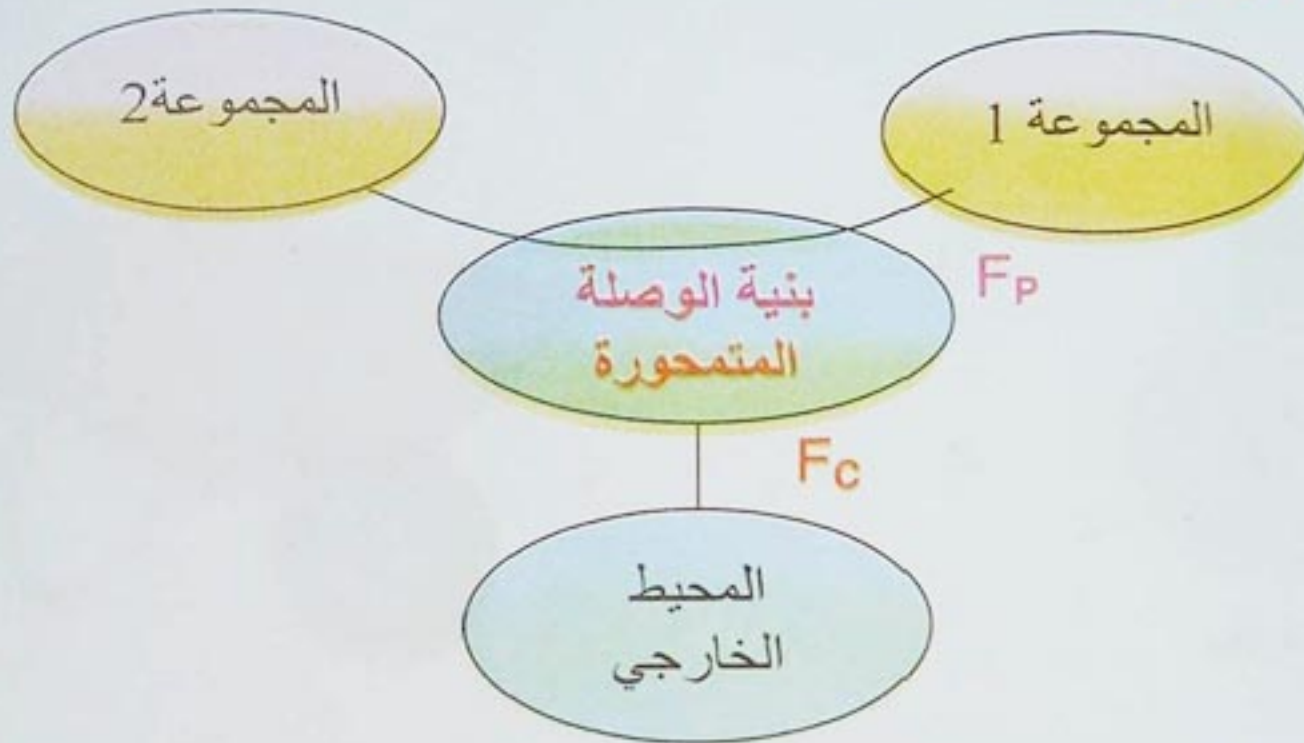 المجموعة 1
المجموعة2
بنية الوصلة
المتمحورة
FP
FC
المحيط
الخارجي